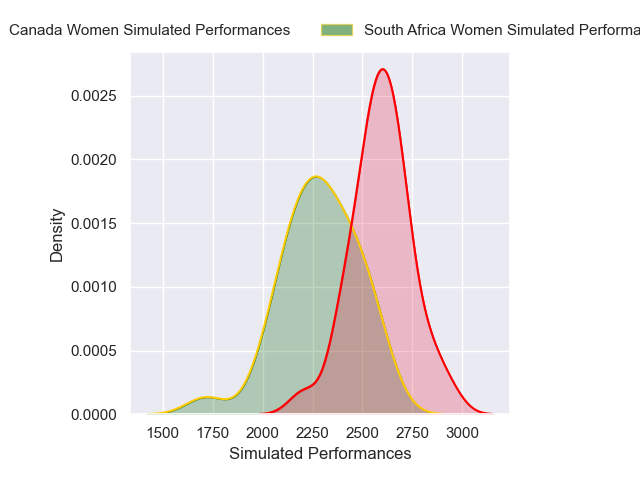 Canada Women Simulated Performances South Africa Women Simulated
0.0025
0.0020
0.0015
0.0010
0.0005
0.0000
Density
1500 1750 2000 2250 2500 2750 3000
Simulated Performances